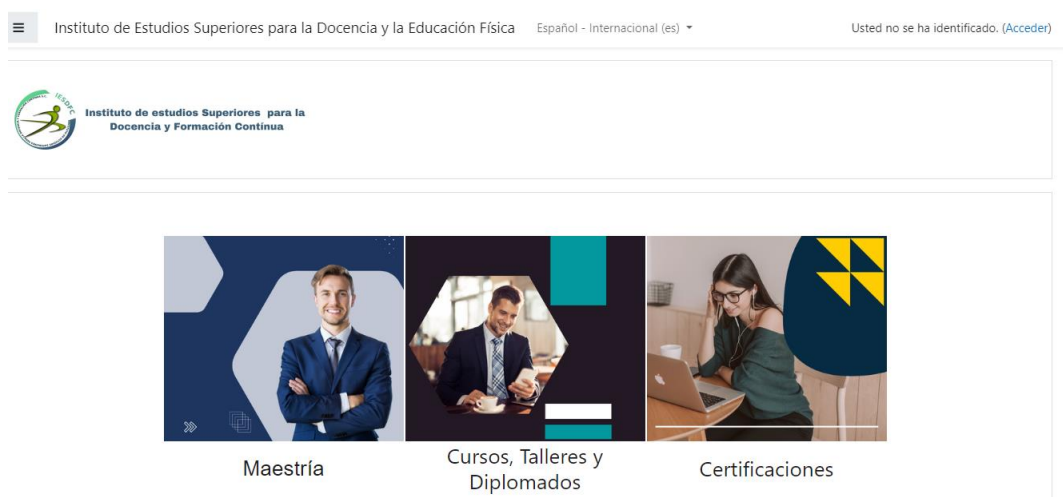 Instituto de Estudios Superiores para la Docencia y la Educación Física
Español - Internacional (es)
Usted no se ha identificado. (Acceder)
IESDFC
Instituto de estudios Superiores para la
Docencia y Formación Contínua
Maestría
Cursos, Talleres y
Diplomados
Certificaciones